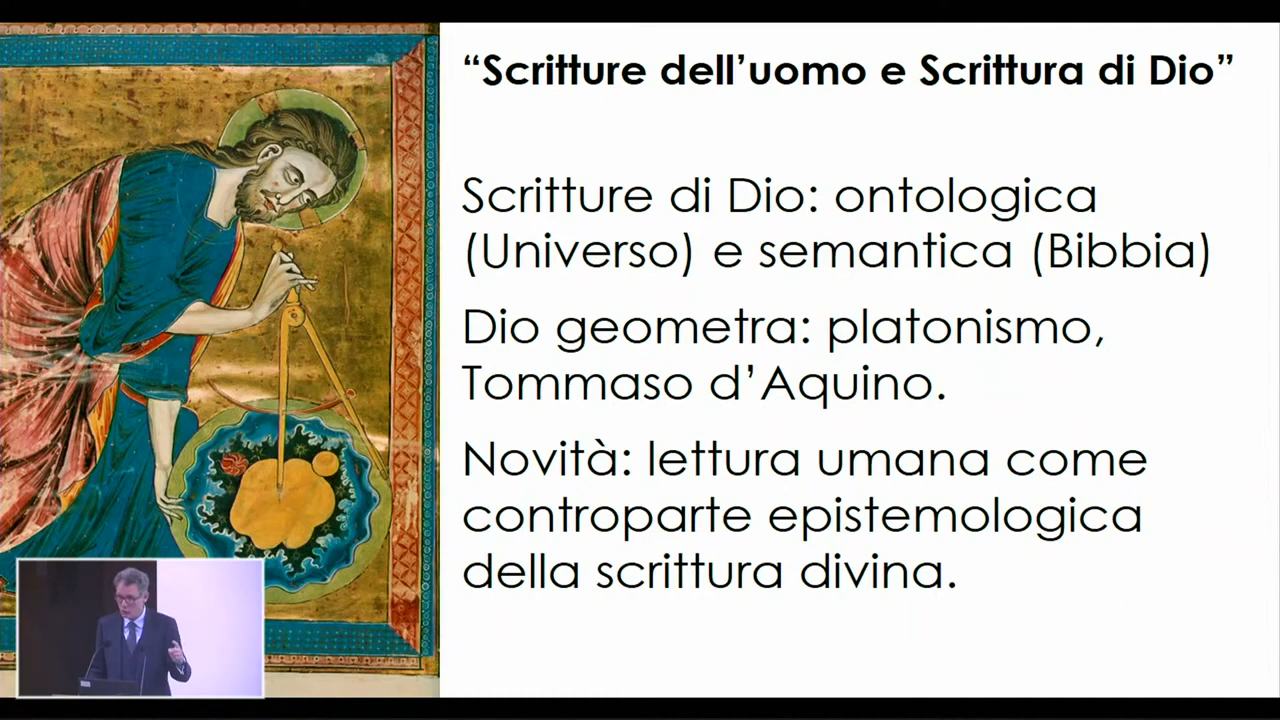 “Scritture dell’uomo e Scrittura di Dio”
Scritture di Dio: ontologica
(Universo) e semantica (Bibbia)
Dio geometra: platonismo,
Tommaso d’Aquino.
Novità: lettura umana come
controparte epistemologica
della scrittura divina.